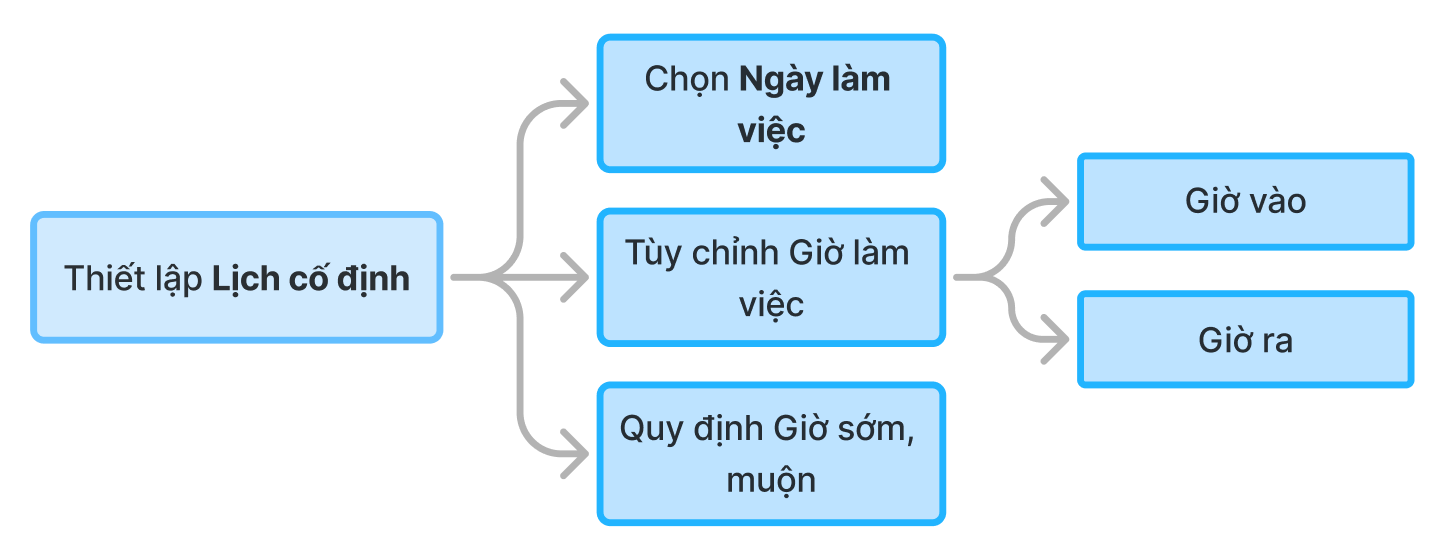 Thiết lập Lịch cố định
Chọn Ngày làm
việc
Tùy chỉnh Giờ làm
việc
Quy định Giờ sớm,
muộn
Giờ vào
Giờ ra